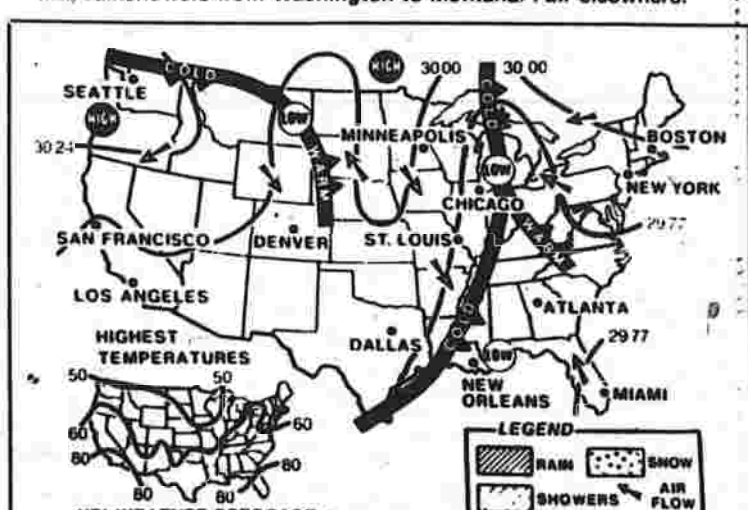 from Washington to Montana. Fair elsewhere.
COLD
SEATTLE
HIGH
HIGH
30.00
30.00
LOW
MINNEAPOLIS
BOSTON
30.24
WARM
LOW
NEW YORK
CHICAGO
29.77
SAN FRANCISCO
DENVER
ST. LOUIS
WARM
LOS ANGELES
COLD
ATLANTA
HIGHEST
TEMPERATURES
DALLAS
29.77
LOW
50
50
NEW
ORLEANS
MIAMI
60
60
80
80
80
80
LEGEND
RAIN
SNOW
SHOWERS
AIR
FLOW